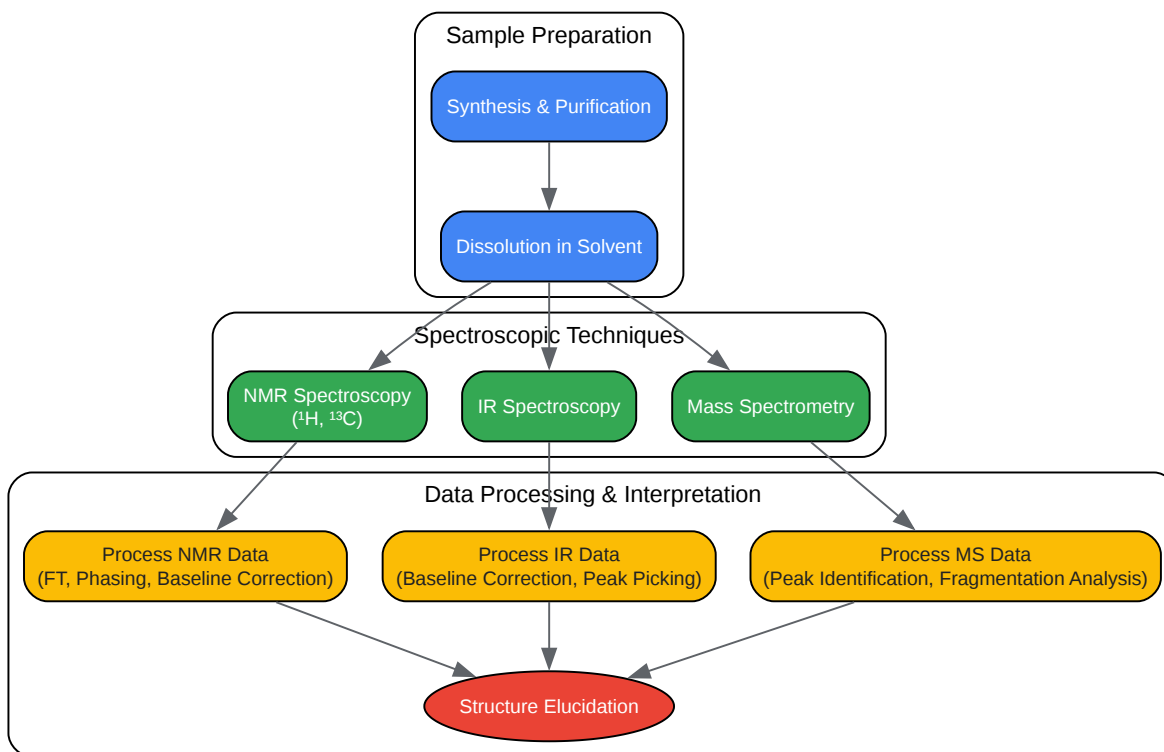 Sample Preparation
Synthesis & Purification
Dissolution in Solvent
Spectroscopic Techniques
NMR Spectroscopy
(¹H, ¹³C)
IR Spectroscopy
Mass Spectrometry
Data Processing & Interpretation
Process NMR Data
(FT, Phasing, Baseline Correction)
Process IR Data
(Baseline Correction, Peak Picking)
Process MS Data
(Peak Identification, Fragmentation Analysis)
Structure Elucidation